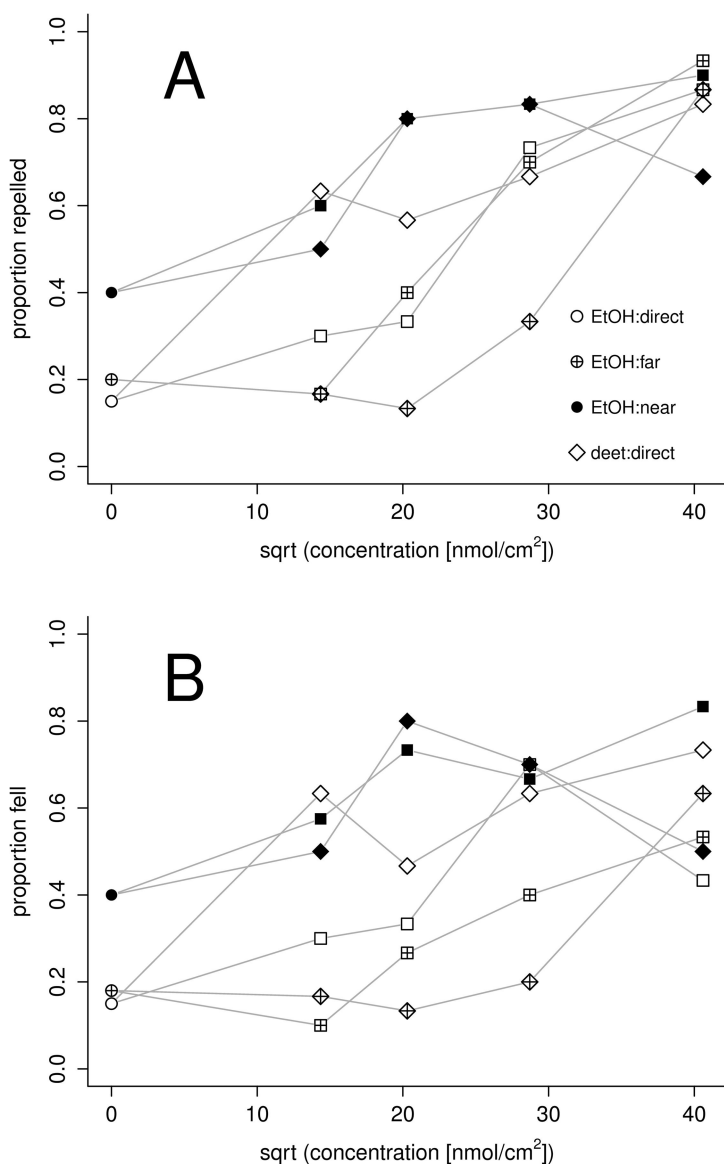 A
1.0
0.8
0.6
0.4
0.2
0.0
proportion repelled
EtOH:direct
EtOH:far
EtOH:near
deet:direct
0 10 20 30 40
sqrt (concentration [nmol/cm²])
B
1.0
0.8
0.6
0.4
0.2
0.0
proportion fell
0 10 20 30 40
sqrt (concentration [nmol/cm²])